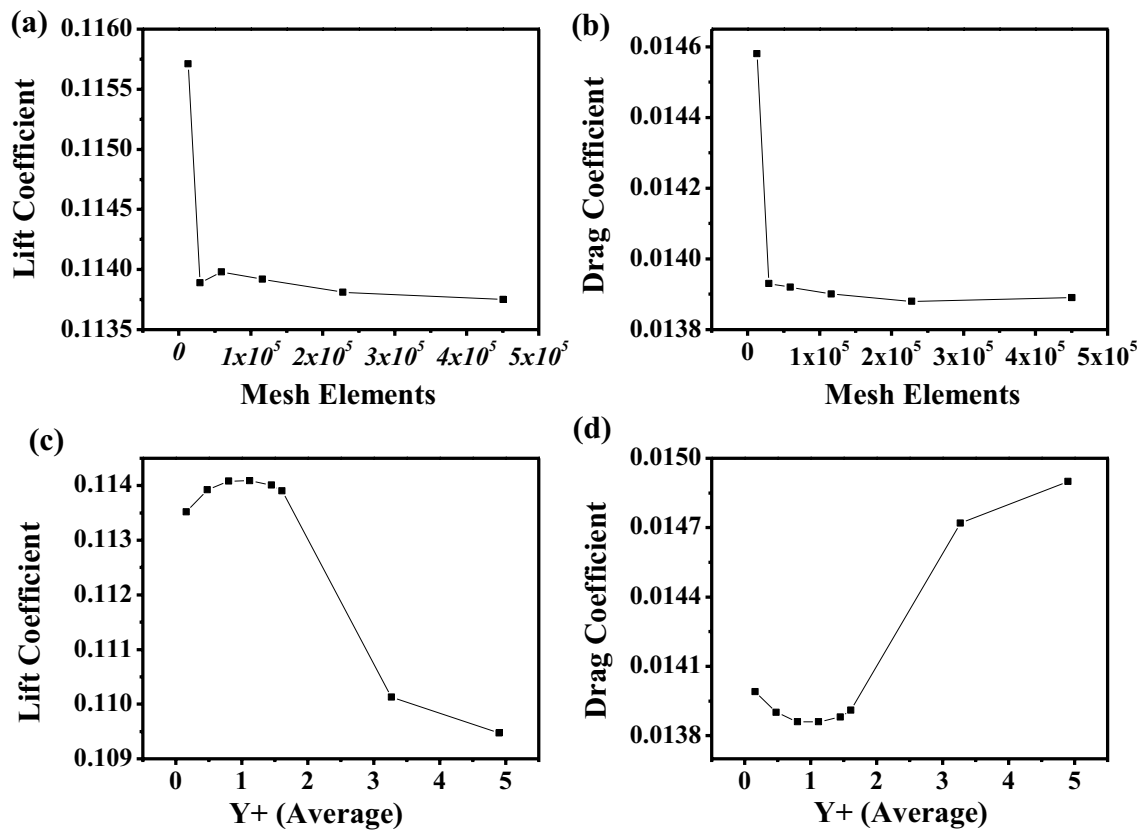 (a)
0.1160
0.1155
0.1150
0.1145
0.1140
0.1135
Lift Coefficient
0 1x10^5 2x10^5 3x10^5 4x10^5 5x10^5
Mesh Elements
(b)
0.0146
0.0144
0.0142
0.0140
0.0138
Drag Coefficient
0 1x10^5 2x10^5 3x10^5 4x10^5 5x10^5
Mesh Elements
(c)
0.114
0.113
0.112
0.111
0.110
0.109
Lift Coefficient
0 1 2 3 4 5
Y+ (Average)
(d)
0.0150
0.0147
0.0144
0.0141
0.0138
Drag Coefficient
0 1 2 3 4 5
Y+ (Average)